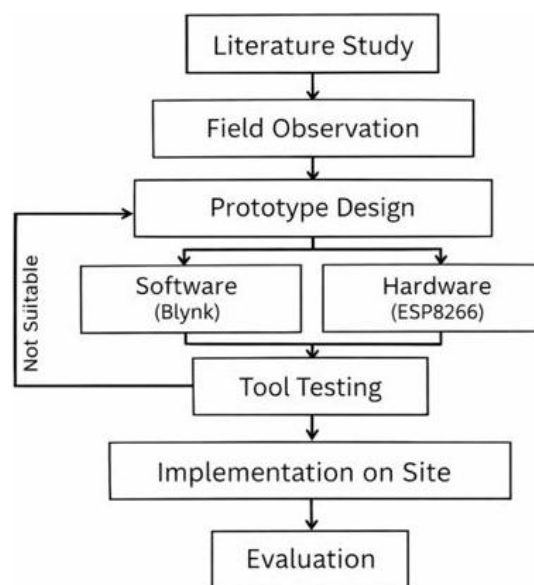 Literature Study
Field Observation
Prototype Design
Software
(Blynk)
Hardware
(ESP8266)
Not Suitable
Tool Testing
Implementation on Site
Evaluation